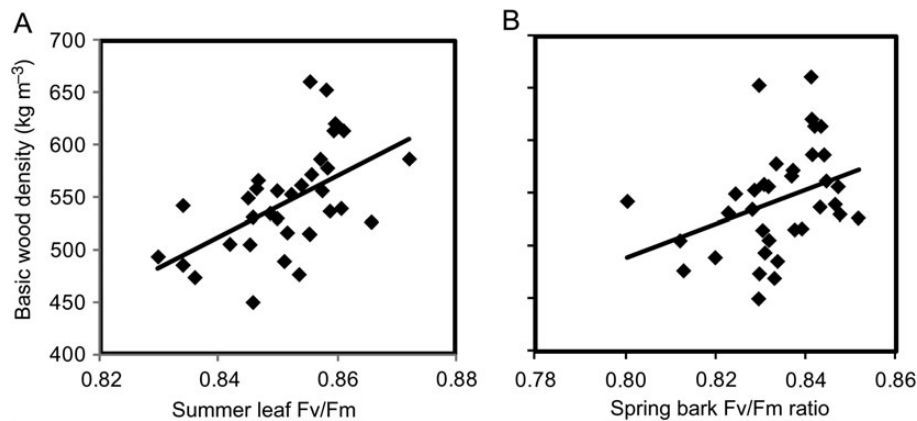 A
B
Basic wood density (kg m⁻³)
700
650
600
550
500
450
400
0.82 0.84 0.86 0.88
0.78 0.80 0.82 0.84 0.86
Summer leaf Fv/Fm
Spring bark Fv/Fm ratio